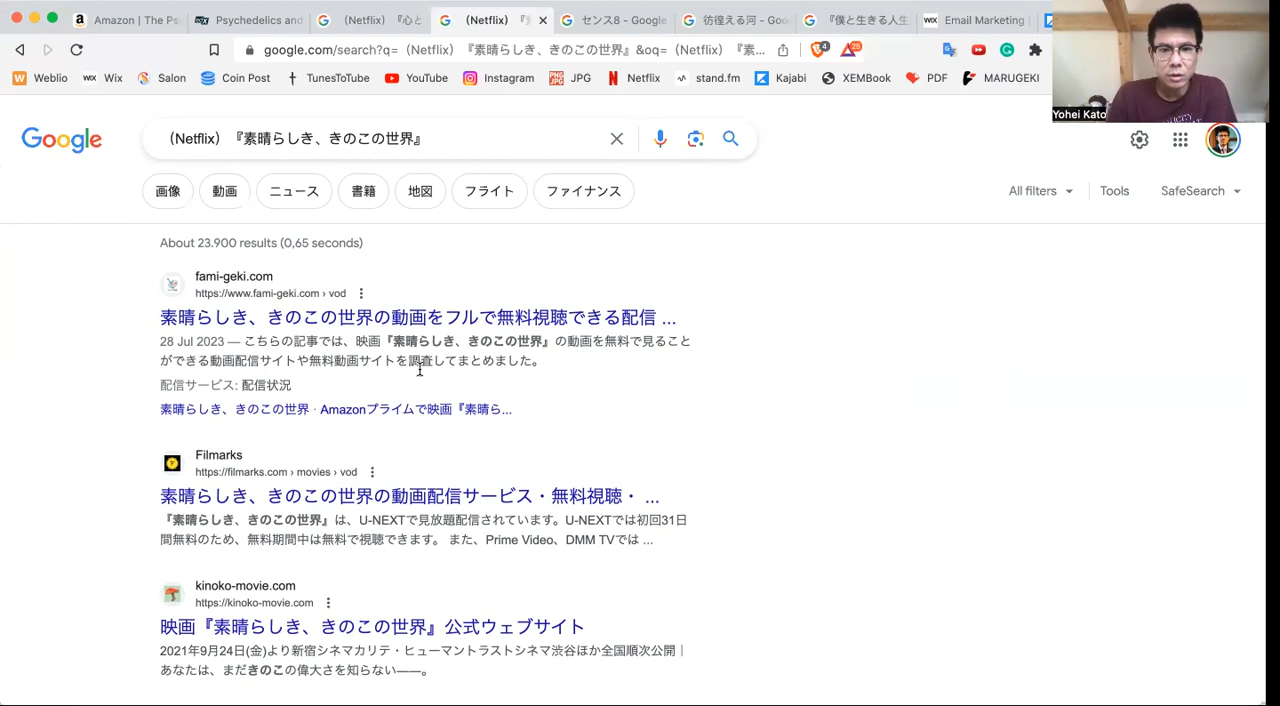 Amazon | The Ps
Psychedelics and
（Netflix）『心と
（Netflix）『
センス8 - Google
彷徨える河 - Goo
『僕と生きる人生
WIX Email Marketing
google.com/search?q=（Netflix）『素晴らしき、きのこの世界』&oq=（Netflix）『素...
4
25
Weblio
WIX Wix
Salon
Coin Post
TunesToTube
YouTube
Instagram
JPG
Netflix
stand.fm
Kajabi
XEMBook
PDF
MARUGEKI
Yohei Kato
Google
（Netflix）『素晴らしき、きのこの世界』
画像
動画
ニュース
書籍
地図
フライト
ファイナンス
All filters
Tools
SafeSearch
About 23.900 results (0,65 seconds)
fami-geki.com
https://www.fami-geki.com › vod
素晴らしき、きのこの世界の動画をフルで無料視聴できる配信 ...
28 Jul 2023 — こちらの記事では、映画『素晴らしき、きのこの世界』の動画を無料で見ること
ができる動画配信サイトや無料動画サイトを調査してまとめました。
配信サービス: 配信状況
素晴らしき、きのこの世界 · Amazonプライムで映画『素晴ら...
Filmarks
https://filmarks.com › movies › vod
素晴らしき、きのこの世界の動画配信サービス・無料視聴・ ...
『素晴らしき、きのこの世界』は、U-NEXTで見放題配信されています。U-NEXTでは初回31日
間無料のため、無料期間中は無料で視聴できます。 また、Prime Video、DMM TVでは ...
kinoko-movie.com
https://kinoko-movie.com
映画『素晴らしき、きのこの世界』公式ウェブサイト
2021年9月24日(金)より新宿シネマカリテ・ヒューマントラストシネマ渋谷ほか全国順次公開｜
あなたは、まだきのこの偉大さを知らない——。